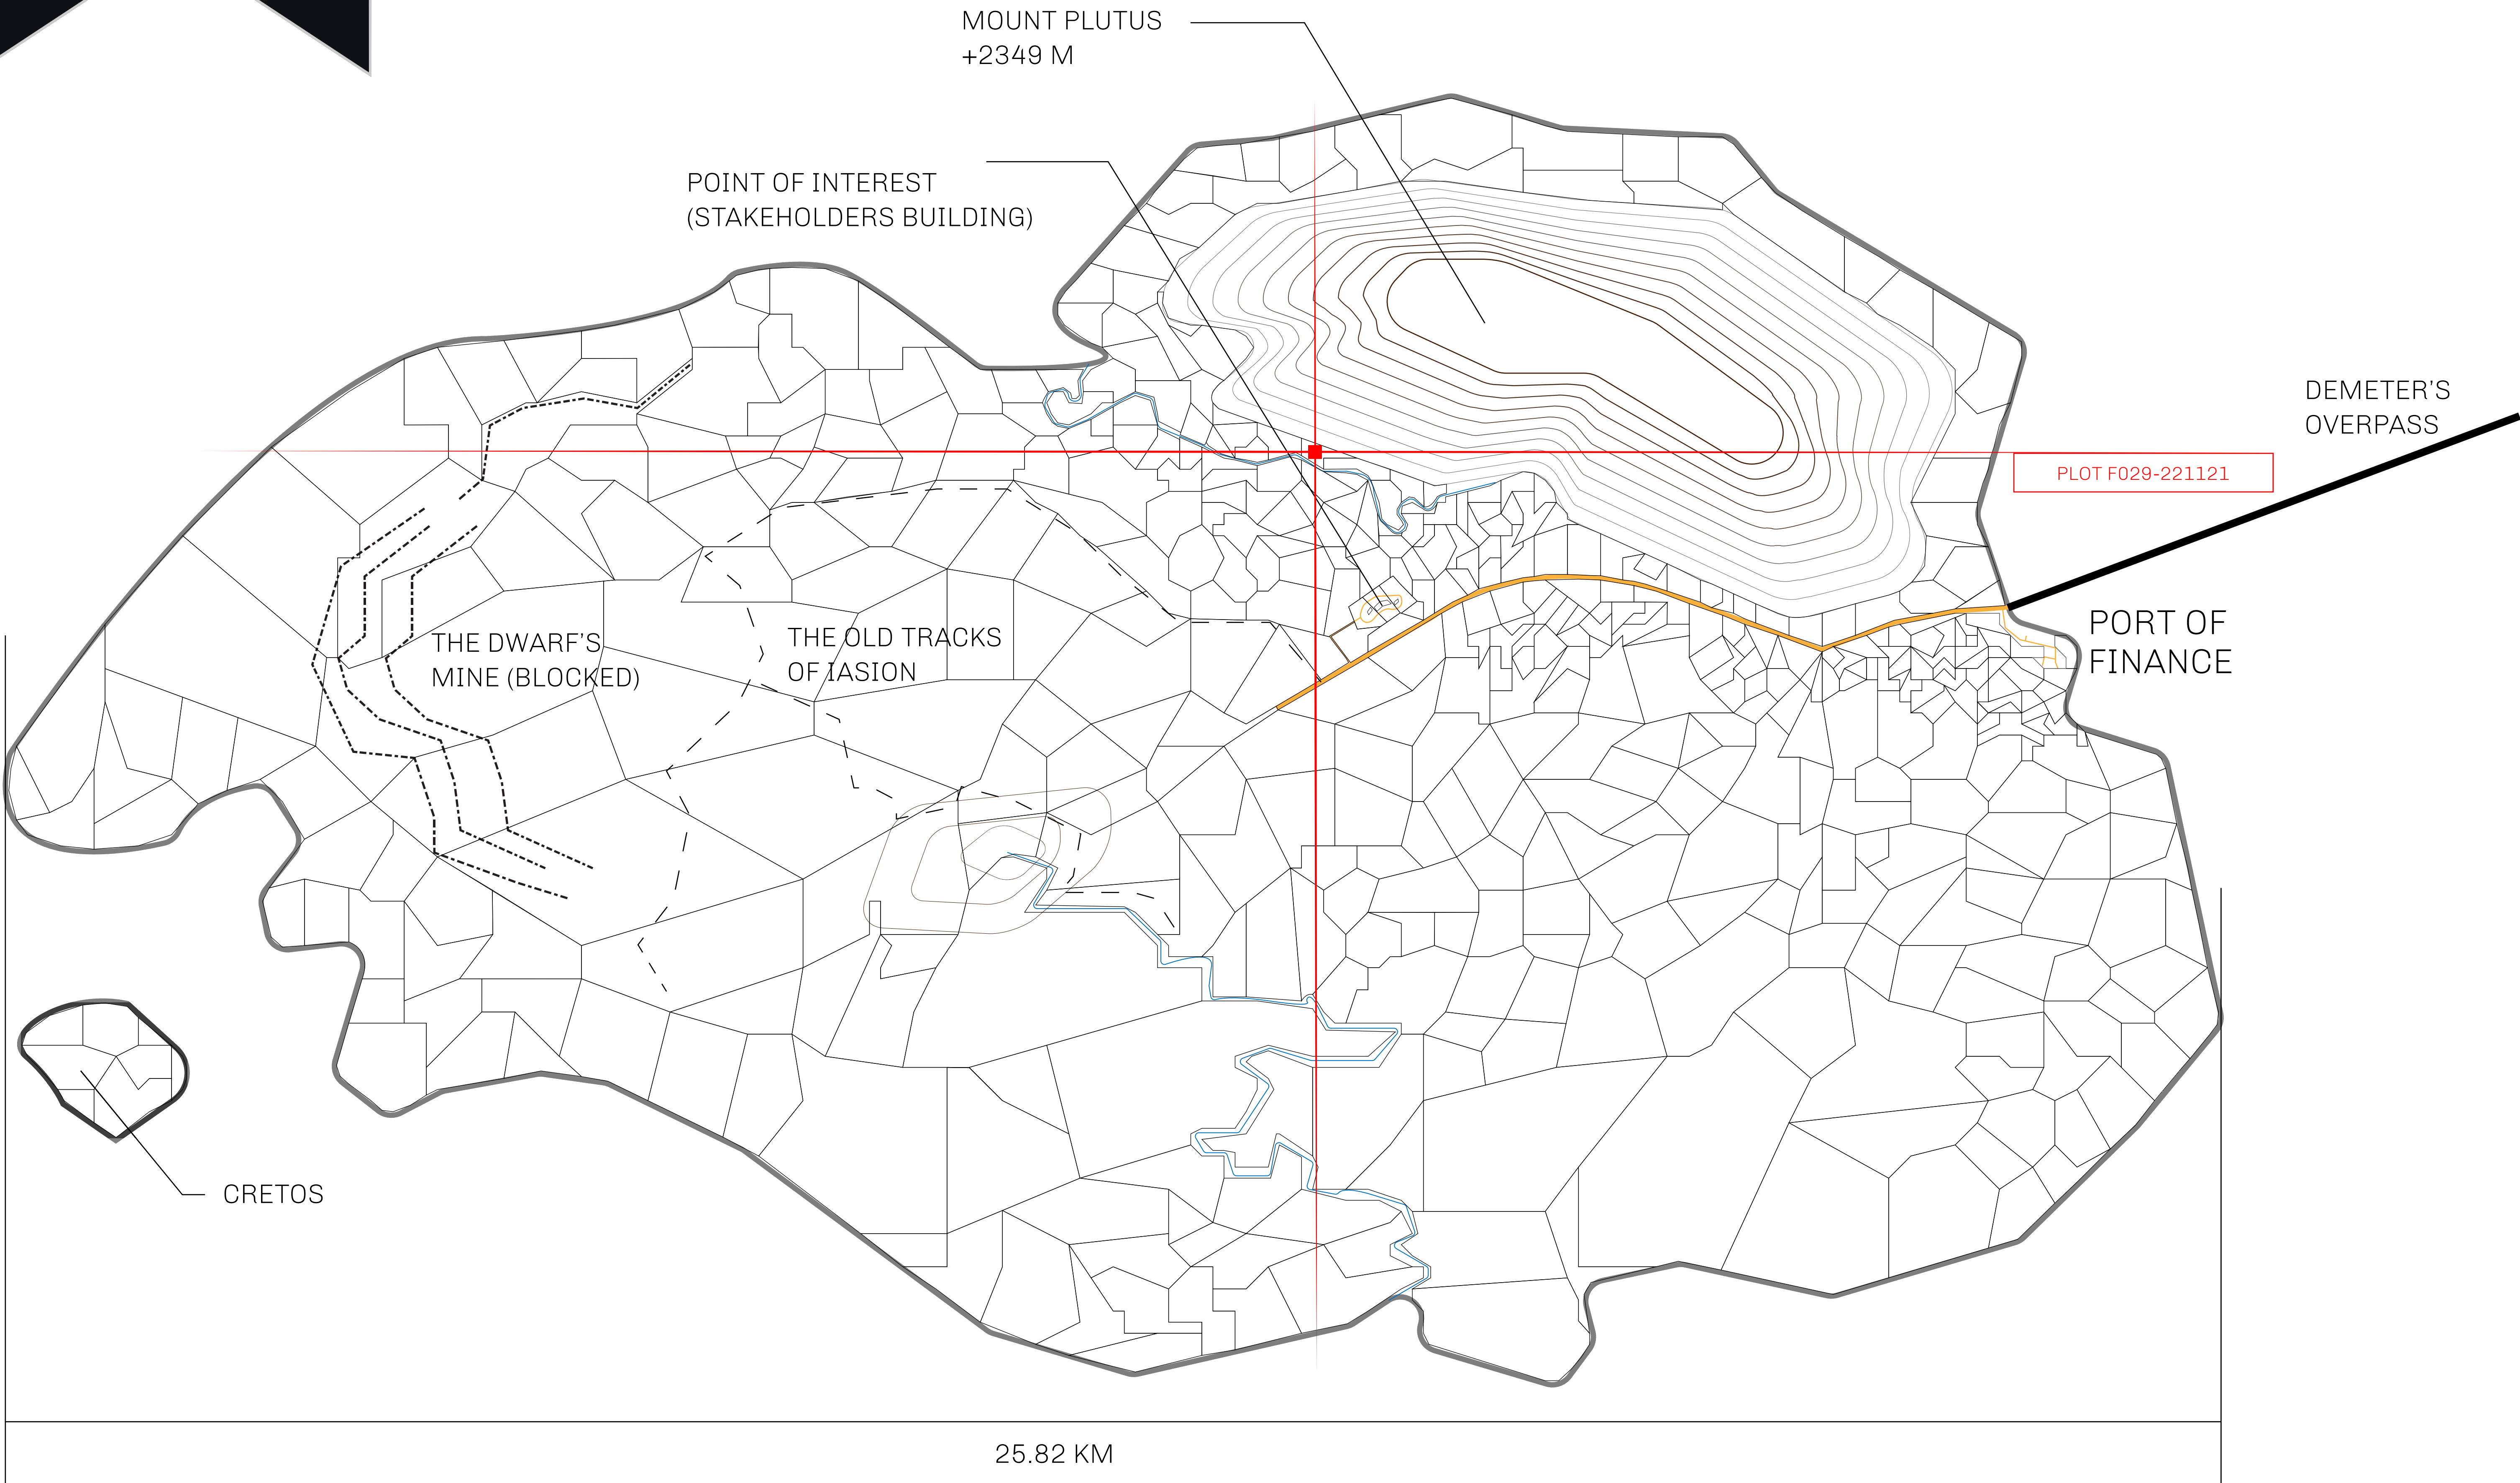 MOUNT PLUTUS
+2349 M
POINT OF INTEREST
(STAKEHOLDERS BUILDING)
DEMETER'S
OVERPASS
PLOT F029-221121
PORT OF
FINANCE
THE DWARF'S
MINE (BLOCKED)
THE OLD TRACKS
OF IASION
CRETOS
25.82 KM